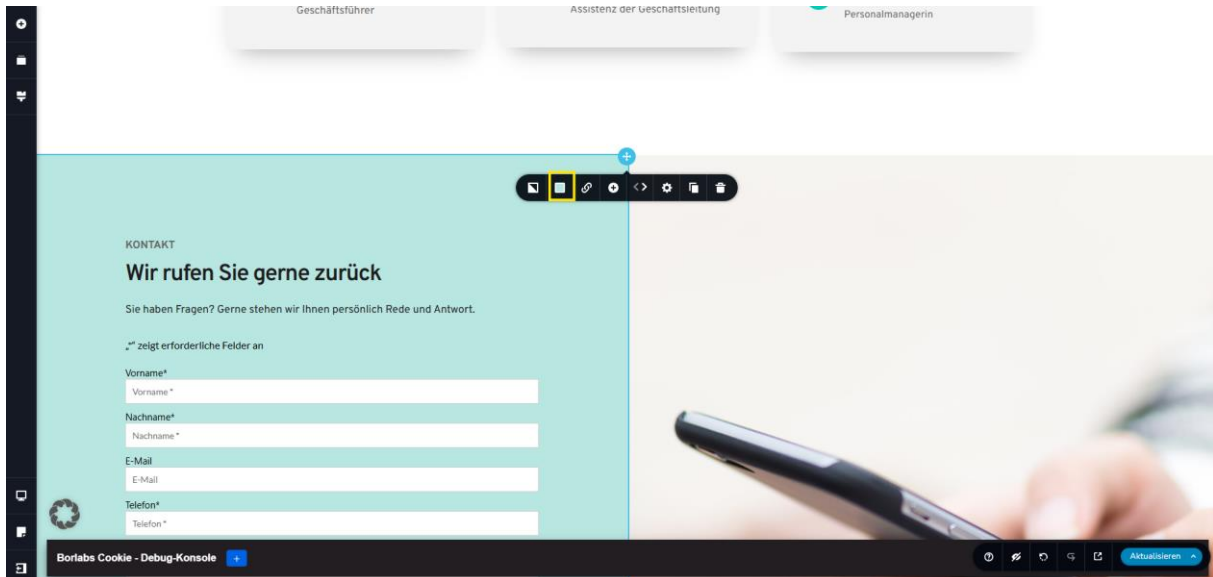 Geschäftsführer
Assistenz der Geschäftsleitung
Personalmanagerin
KONTAKT
Wir rufen Sie gerne zurück
Sie haben Fragen? Gerne stehen wir Ihnen persönlich Rede und Antwort.
„*“ zeigt erforderliche Felder an
Vorname*
Vorname *
Nachname*
Nachname *
E-Mail
E-Mail
Telefon*
Telefon *
Borlabs Cookie - Debug-Konsole +
Aktualisieren